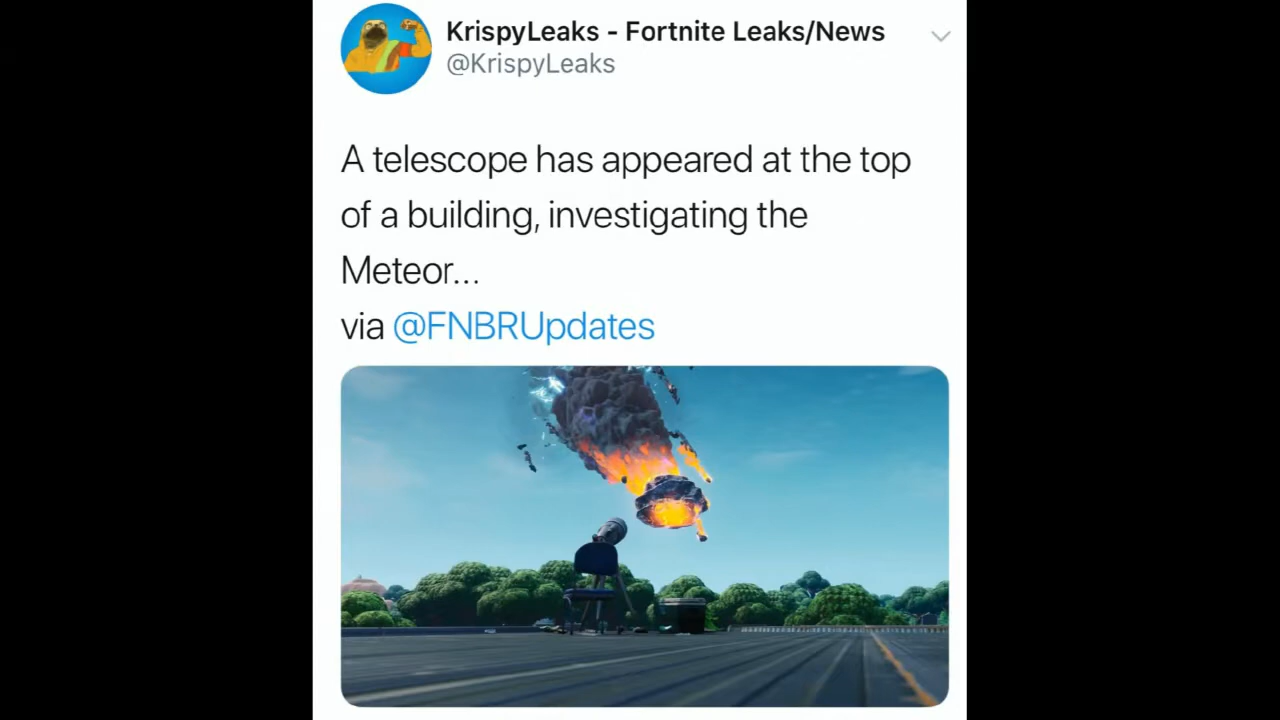 KrispyLeaks - Fortnite Leaks/News
@KrispyLeaks
A telescope has appeared at the top
of a building, investigating the
Meteor...
via @FNBRUpdates